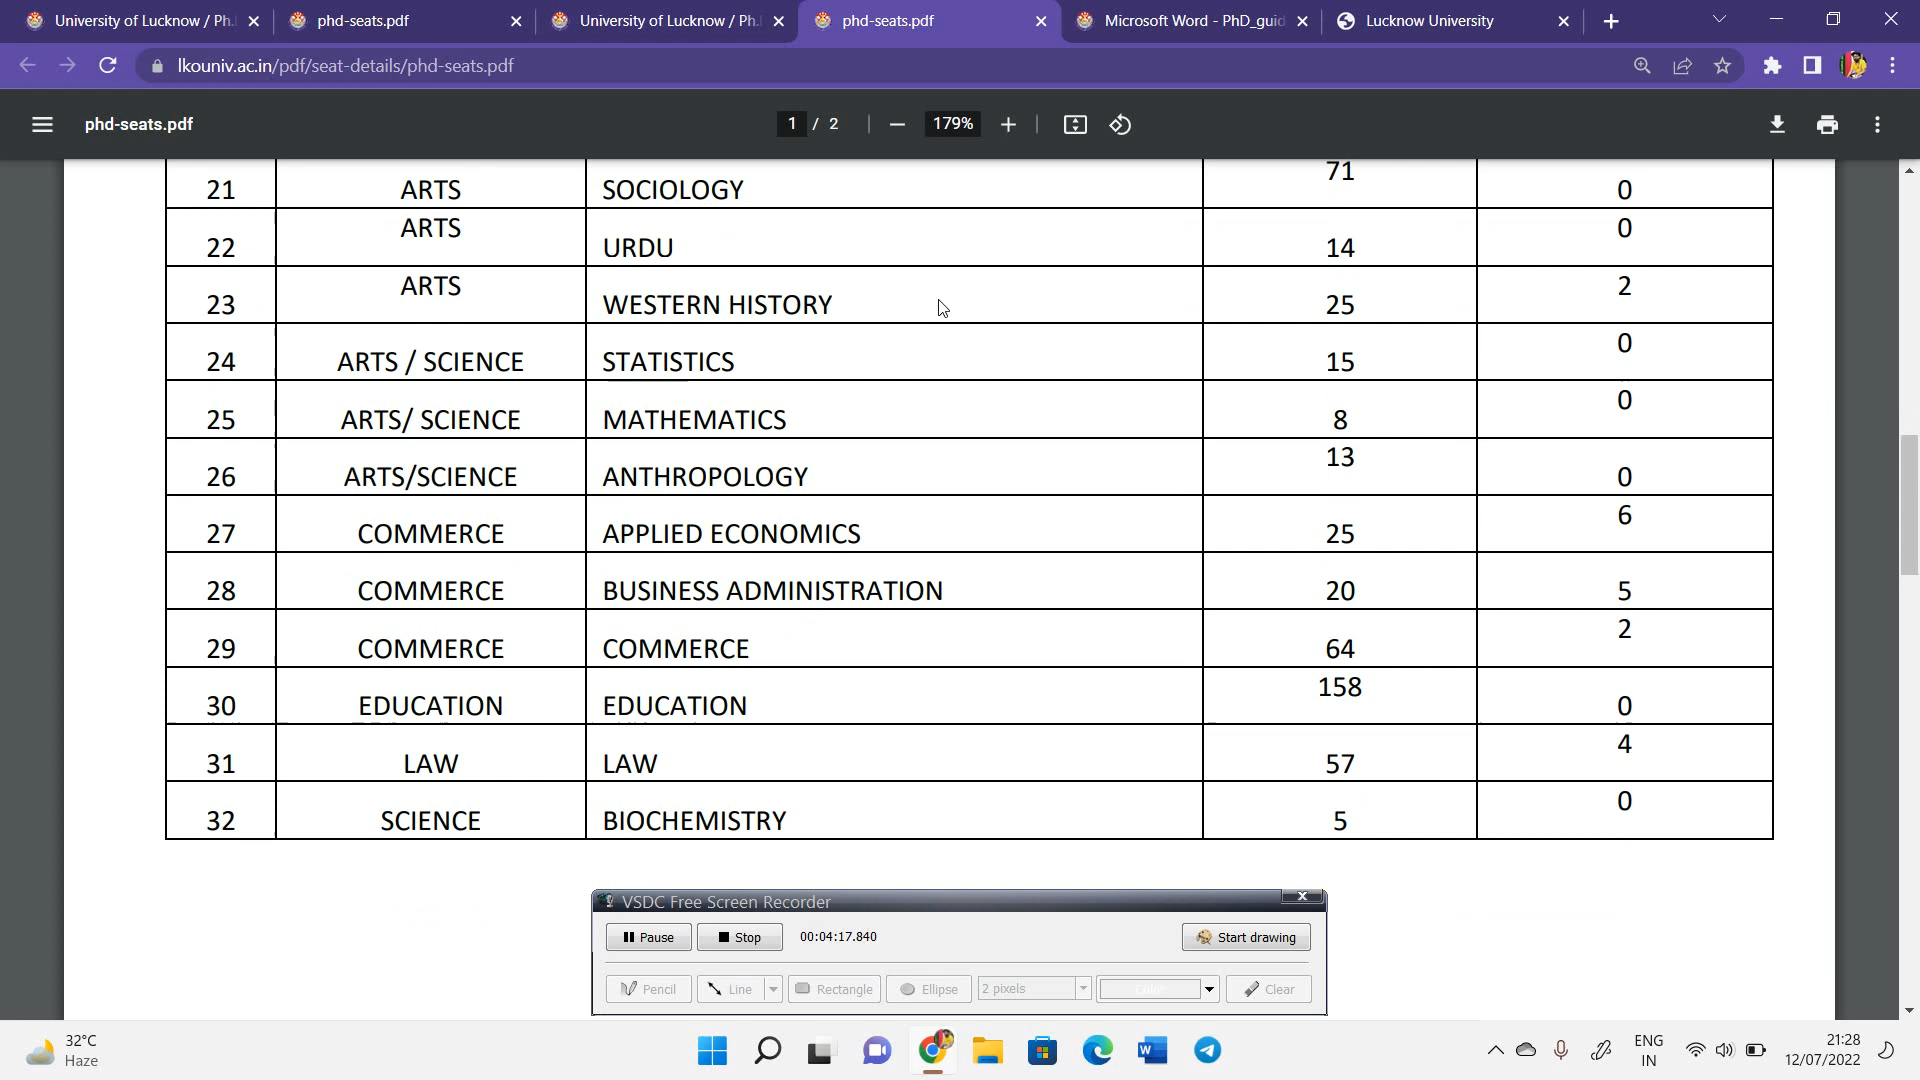 University of Lucknow / Ph. phd-seats.pdf University of Lucknow / Ph. phd-seats.pdf Microsoft Word - PhD_guid Lucknow University
lkouniv.ac.in/pdf/seat-details/phd-seats.pdf
phd-seats.pdf 1 / 2 179%
21 ARTS SOCIOLOGY 71 0
22 ARTS URDU 14 0
23 ARTS WESTERN HISTORY 25 2
24 ARTS / SCIENCE STATISTICS 15 0
25 ARTS/ SCIENCE MATHEMATICS 8 0
26 ARTS/SCIENCE ANTHROPOLOGY 13 0
27 COMMERCE APPLIED ECONOMICS 25 6
28 COMMERCE BUSINESS ADMINISTRATION 20 5
29 COMMERCE COMMERCE 64 2
30 EDUCATION EDUCATION 158 0
31 LAW LAW 57 4
32 SCIENCE BIOCHEMISTRY 5 0
VSDC Free Screen Recorder
Pause Stop 00:04:17.840 Start drawing
Pencil Line Rectangle Ellipse 2 pixels Color Clear
32°C
Haze
ENG
IN
21:28
12/07/2022